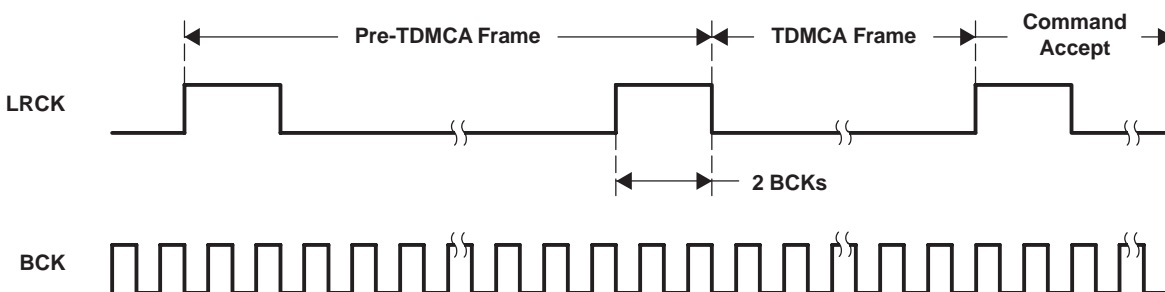 Pre-TDMCA Frame
TDMCA Frame
Command
Accept
LRCK
2 BCKs
BCK